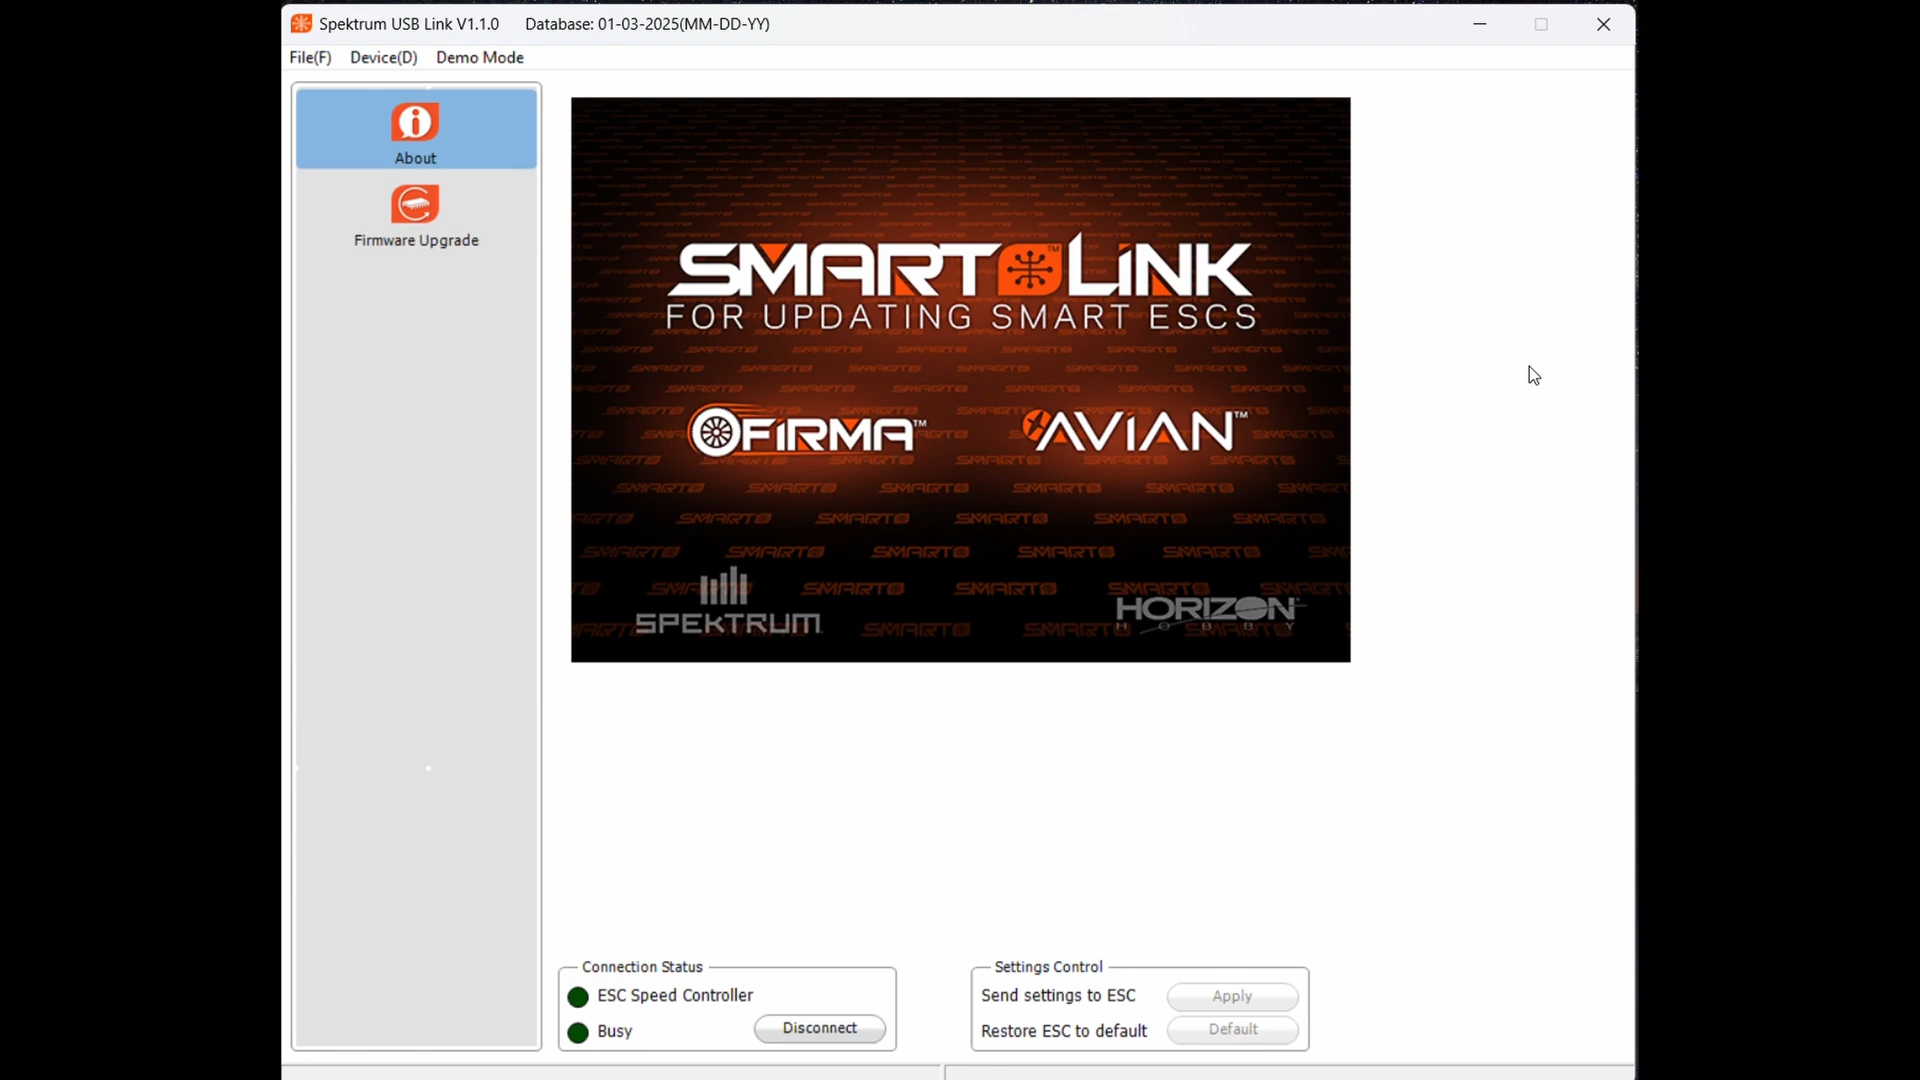 Spektrum USB Link V1.1.0 Database: 01-03-2025(MM-DD-YY)
File(F) Device(D) Demo Mode
About
Firmware Upgrade
SMART LiNK
™
FOR UPDATING SMART ESCS
FiRMA™ AViAN™
SPEKTRUM
HORIZON
HOBBY
Connection Status
ESC Speed Controller
Busy
Disconnect
Settings Control
Send settings to ESC Apply
Restore ESC to default Default